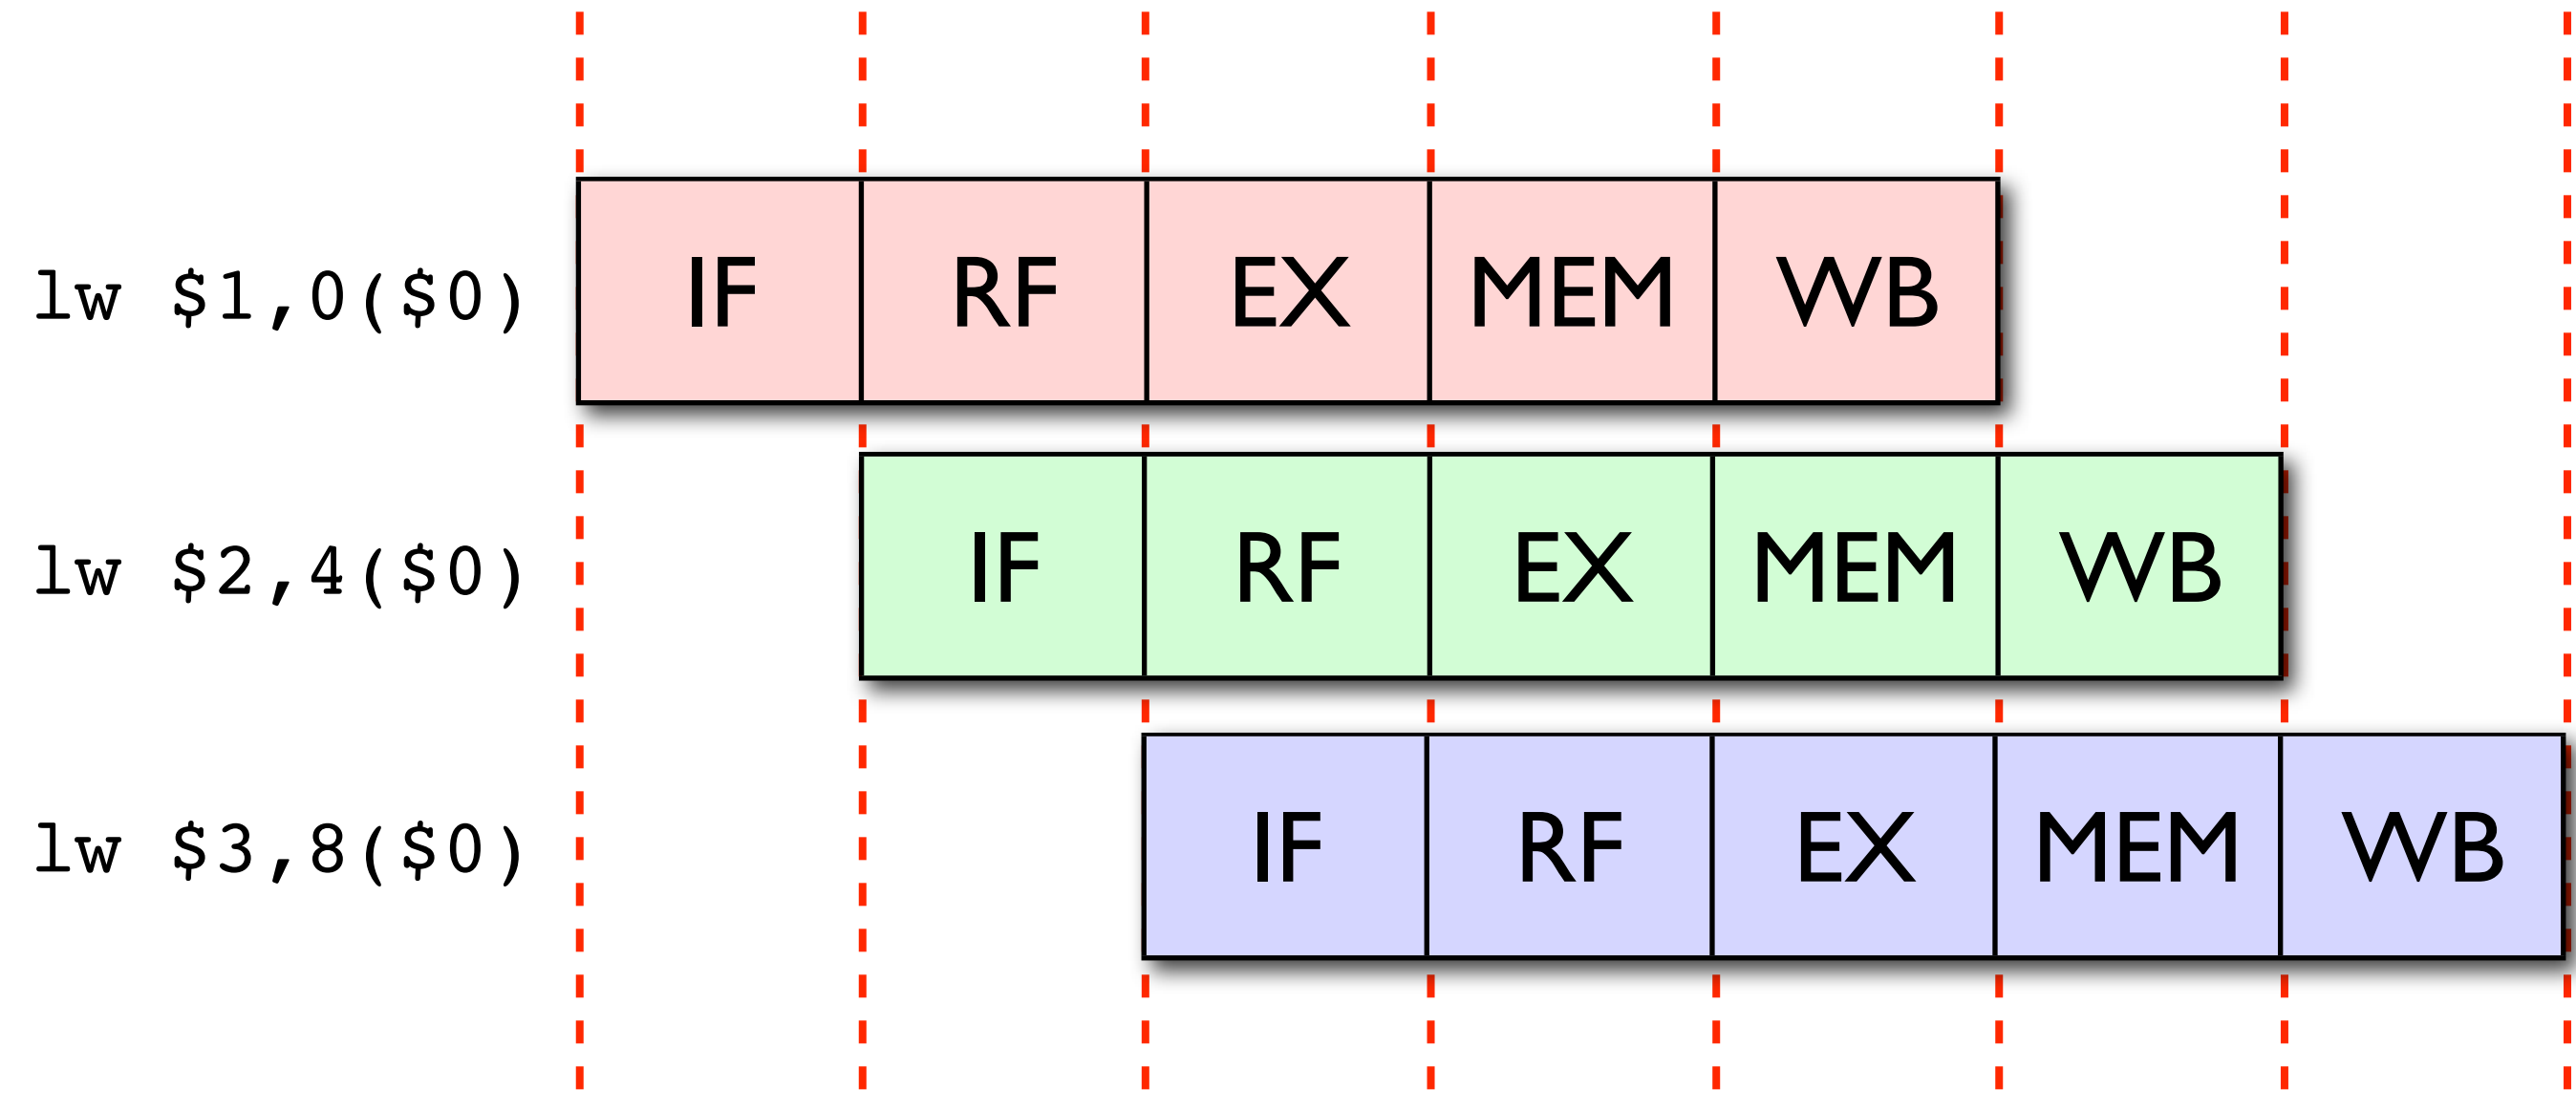 lw $1,0($0) IF RF EX MEM WB
lw $2,4($0) IF RF EX MEM WB
lw $3,8($0) IF RF EX MEM WB